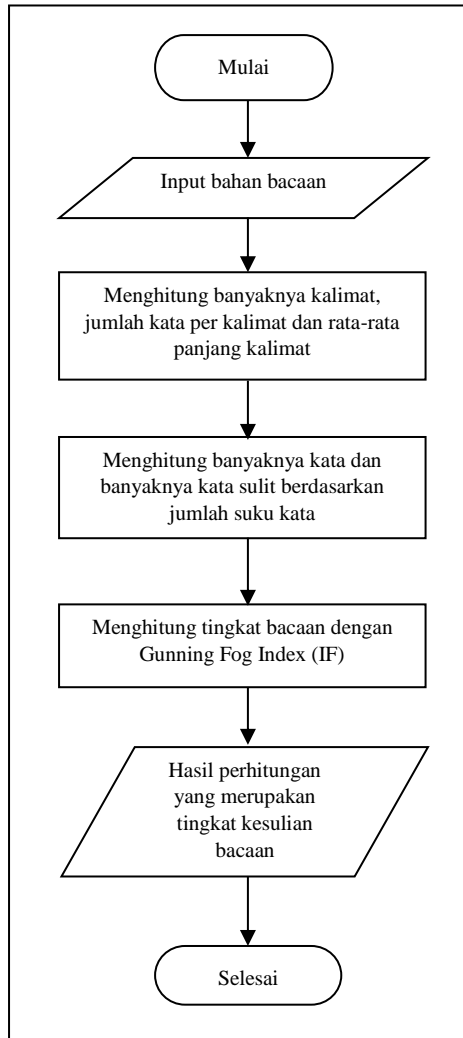 Mulai
Input bahan bacaan
Menghitung banyaknya kalimat,
jumlah kata per kalimat dan rata-rata
panjang kalimat
Menghitung banyaknya kata dan
banyaknya kata sulit berdasarkan
jumlah suku kata
Menghitung tingkat bacaan dengan
Gunning Fog Index (IF)
Hasil perhitungan
yang merupakan
tingkat kesulian
bacaan
Selesai